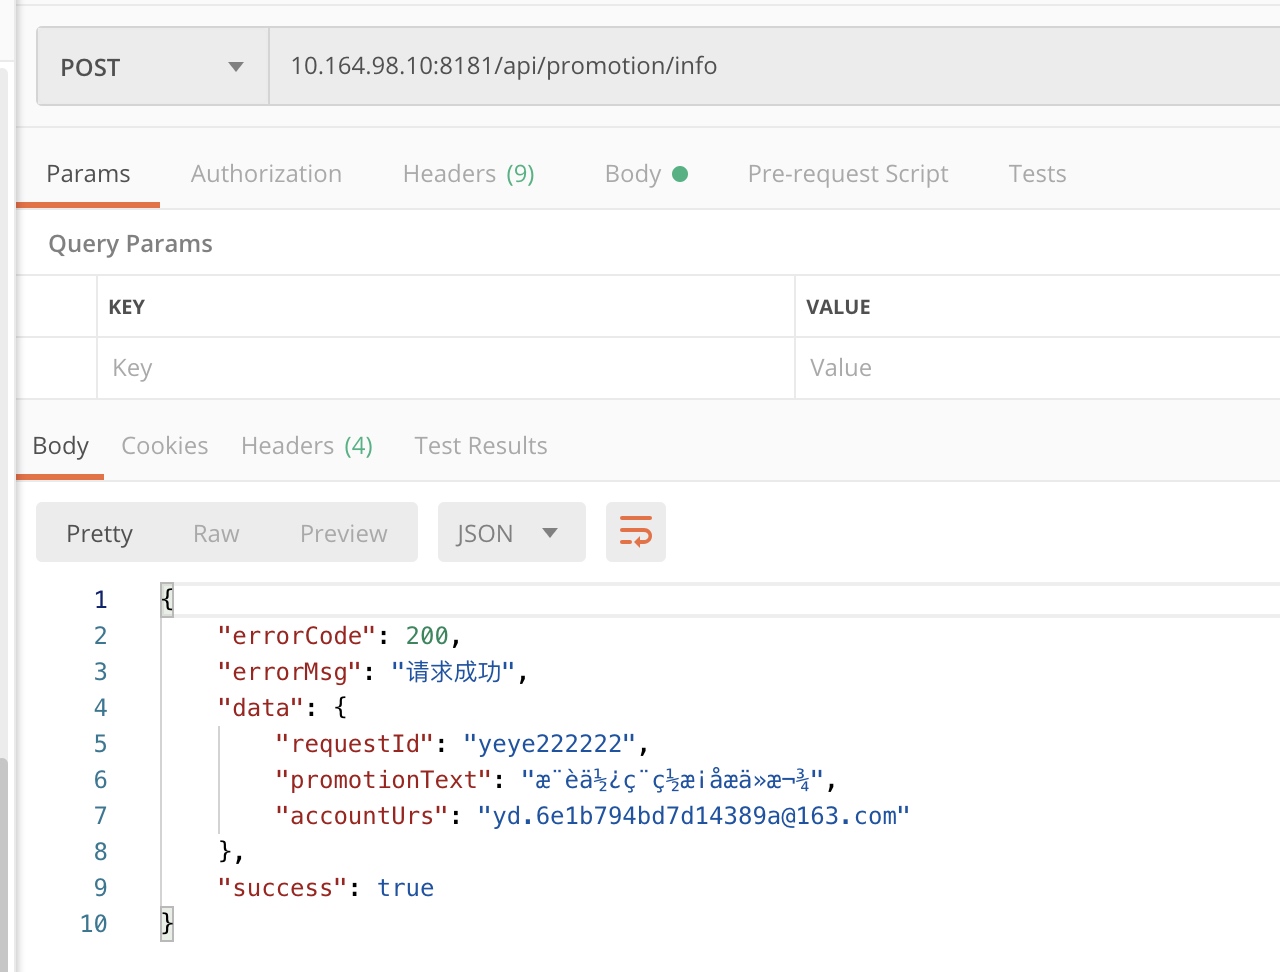 POST
10.164.98.10:8181/api/promotion/info
Params Authorization Headers (9) Body Pre-request Script Tests
Query Params
KEY VALUE
Key Value
Body Cookies Headers (4) Test Results
Pretty Raw Preview JSON
1 {
2 "errorCode": 200,
3 "errorMsg": "请求成功",
4 "data": {
5 "requestId": "yeye222222",
6 "promotionText": "æ¨èä½¿ç¨ç½æ¡åæä»æ¬¾",
7 "accountUrs": "yd.6e1b794bd7d14389a@163.com"
8 },
9 "success": true
10 }